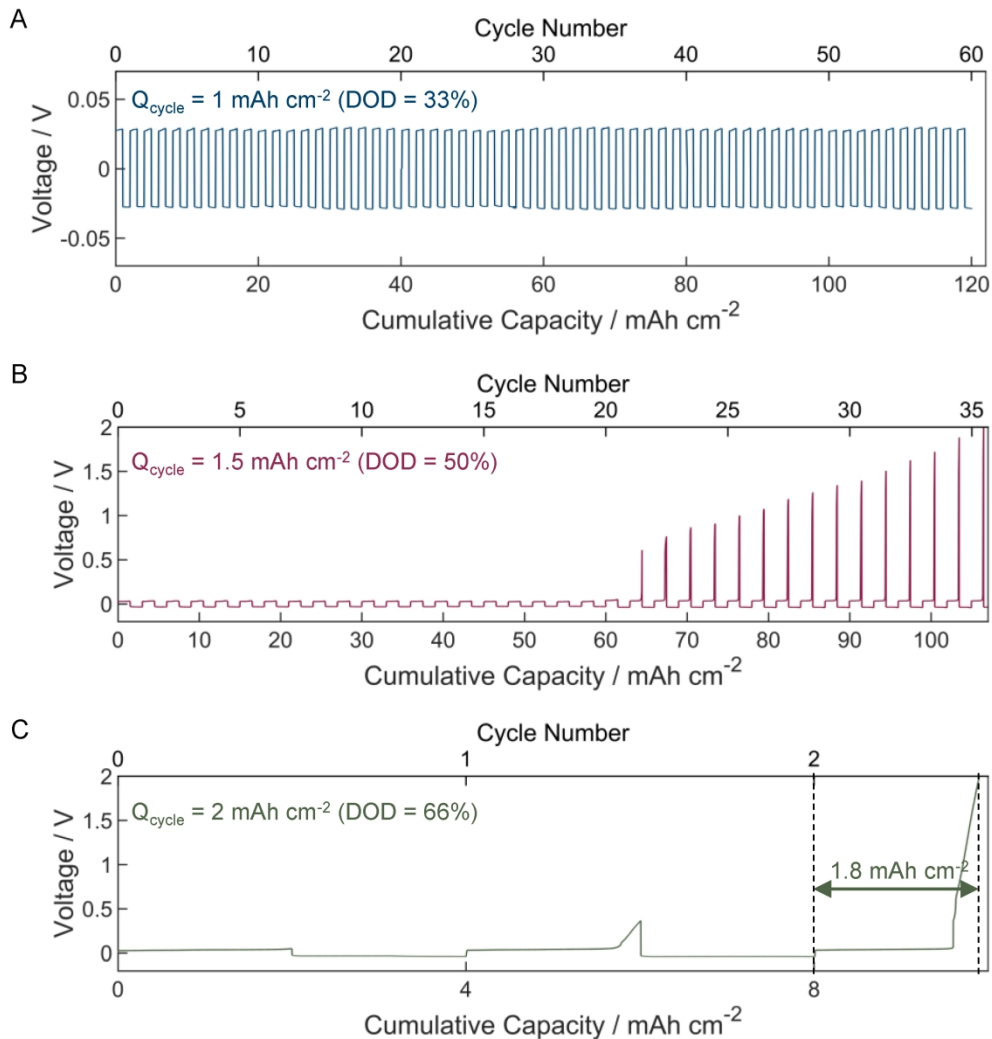 A
Cycle Number
0 10 20 30 40 50 60
Q_cycle = 1 mAh cm⁻² (DOD = 33%)
0.05
0
-0.05
Voltage / V
0 20 40 60 80 100 120
Cumulative Capacity / mAh cm⁻²
B
Cycle Number
0 5 10 15 20 25 30 35
Q_cycle = 1.5 mAh cm⁻² (DOD = 50%)
2
1.5
1
0.5
0
Voltage / V
0 10 20 30 40 50 60 70 80 90 100
Cumulative Capacity / mAh cm⁻²
C
Cycle Number
0 1 2
Q_cycle = 2 mAh cm⁻² (DOD = 66%)
2
1.5
1
0.5
0
Voltage / V
1.8 mAh cm⁻²
0 4 8
Cumulative Capacity / mAh cm⁻²